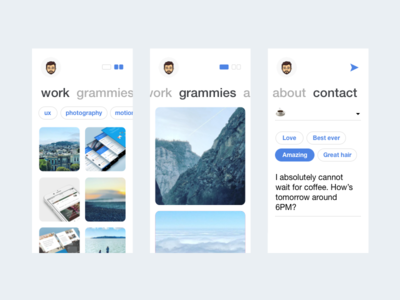 work grammies
ux photography motion
work grammies a
about contact
Love Best ever
Amazing Great hair
I absolutely cannot
wait for coffee. How's
tomorrow around
6PM?